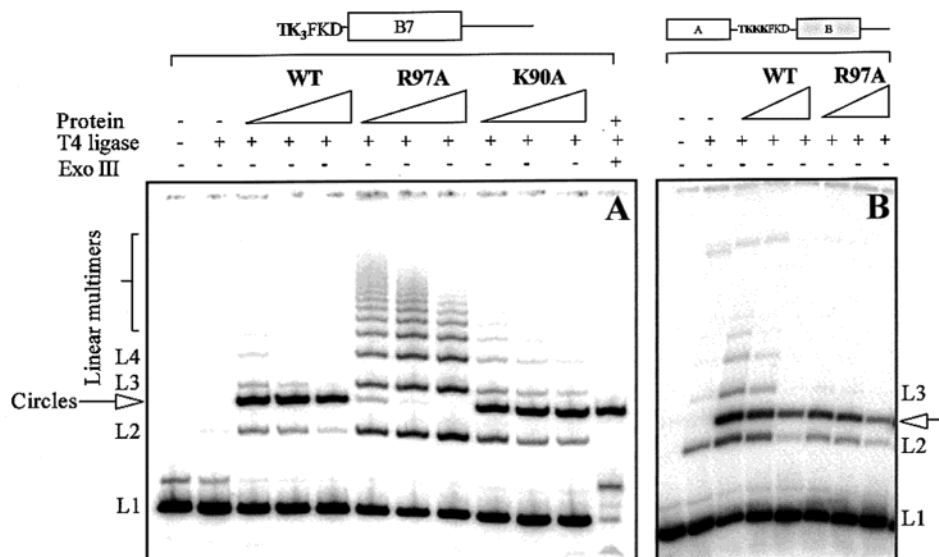 TK₃FKD B7
A TKKKFKD B
WT R97A K90A
WT R97A
Protein - - +
T4 ligase - + + + + + + + + + + + +
Exo III - - - - - - - - - - - +
- -
- + + + + + + +
- - - - - - - -
A
B
Linear multimers
L4
L3
Circles
L2
L1
L3
L2
L1